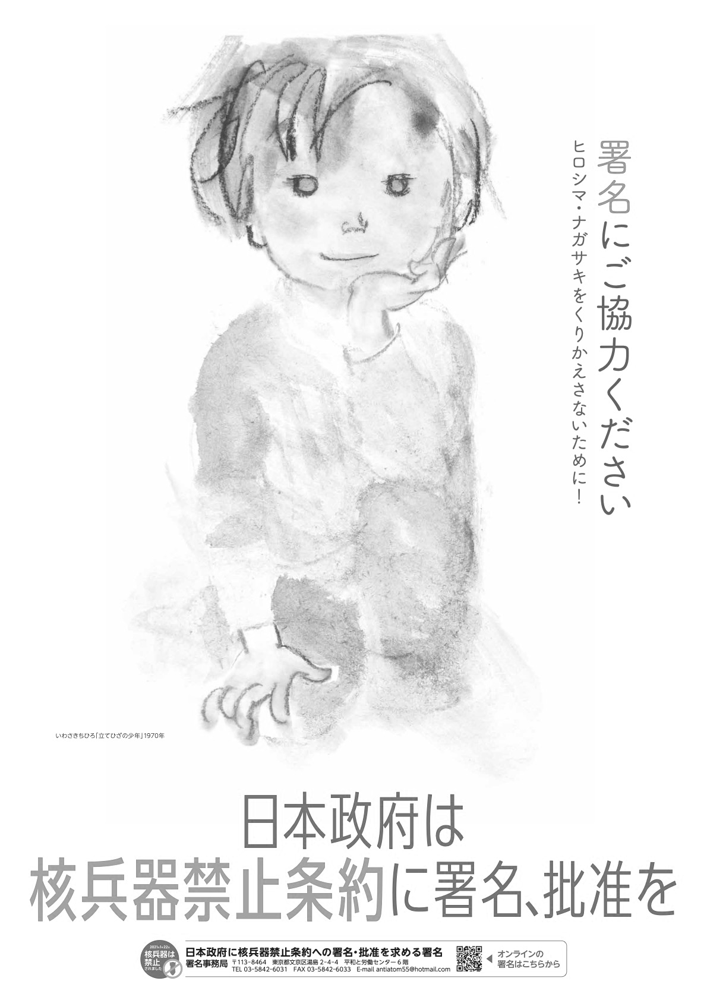 署名にご協力ください
ヒロシマ・ナガサキをくりかえさないために！
いわさきちひろ「立てひざの少年」1970年
日本政府は
核兵器禁止条約に署名、批准を
2021年1月22日
核兵器は
禁止
されました
日本政府に核兵器禁止条約への署名・批准を求める署名
署名事務局 〒113-8464 東京都文京区湯島 2-4-4 平和と労働センター 6 階
TEL 03-5842-6031 FAX 03-5842-6033 E-mail antiatom55@hotmail.com
オンラインの
署名はこちらから